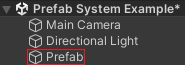 Prefab System Example*
Main Camera
Directional Light
Prefab